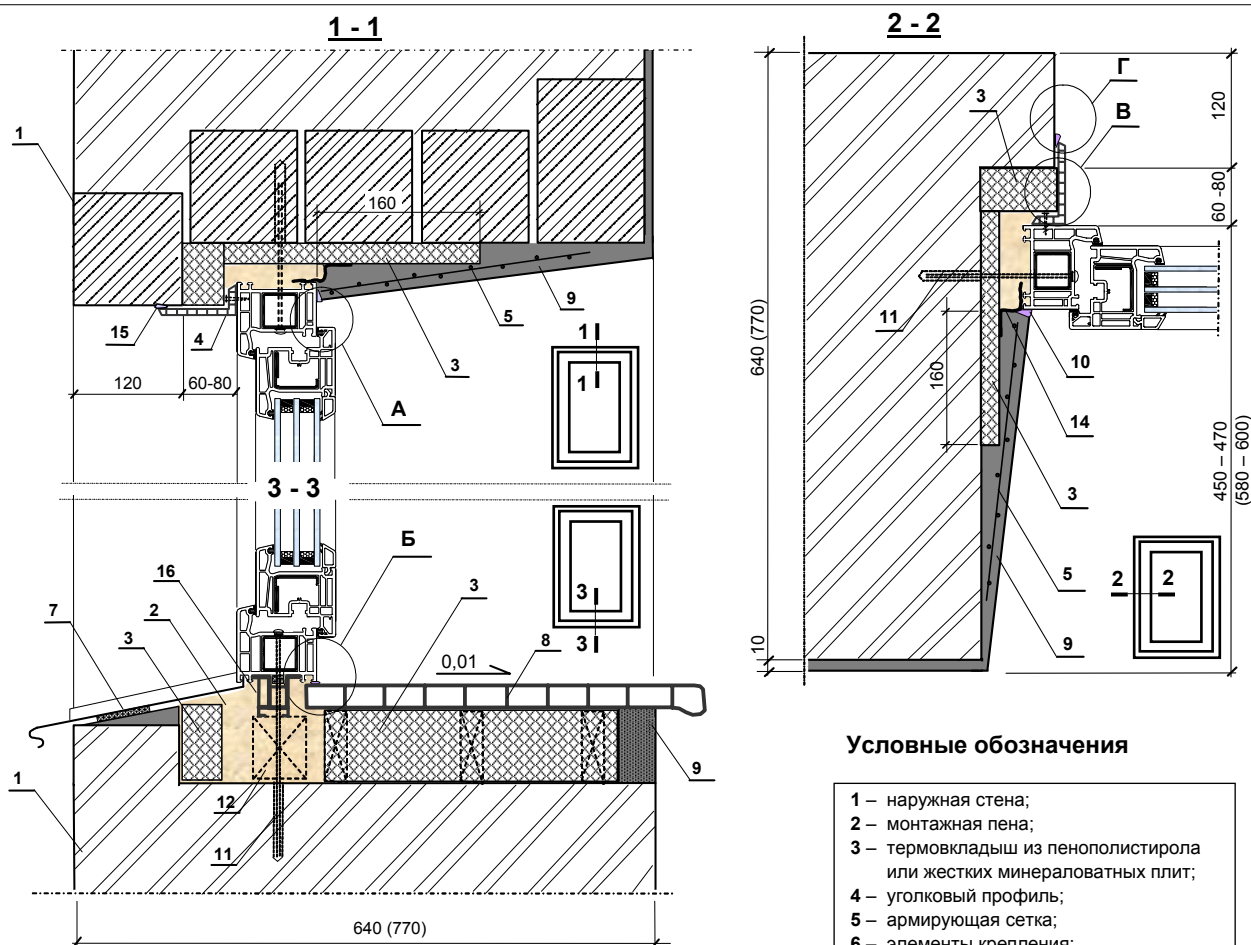 1 - 1
1
160
15
4
5
9
3
120
60-80
А
1
1
3 - 3
Б
16
2
7
3
3
3
3
0,01
8
9
1
12
11
640 (770)
2 - 2
Г
3
В
120
60 -80
640 (770)
11
10
160
14
3
450 – 470
(580 – 600)
5
2
2
9
10
Условные обозначения
1 – наружная стена;
2 – монтажная пена;
3 – термовкладыш из пенополистирола
или жестких минераловатных плит;
4 – уголковый профиль;
5 – армирующая сетка;
6 – элементы крепления;